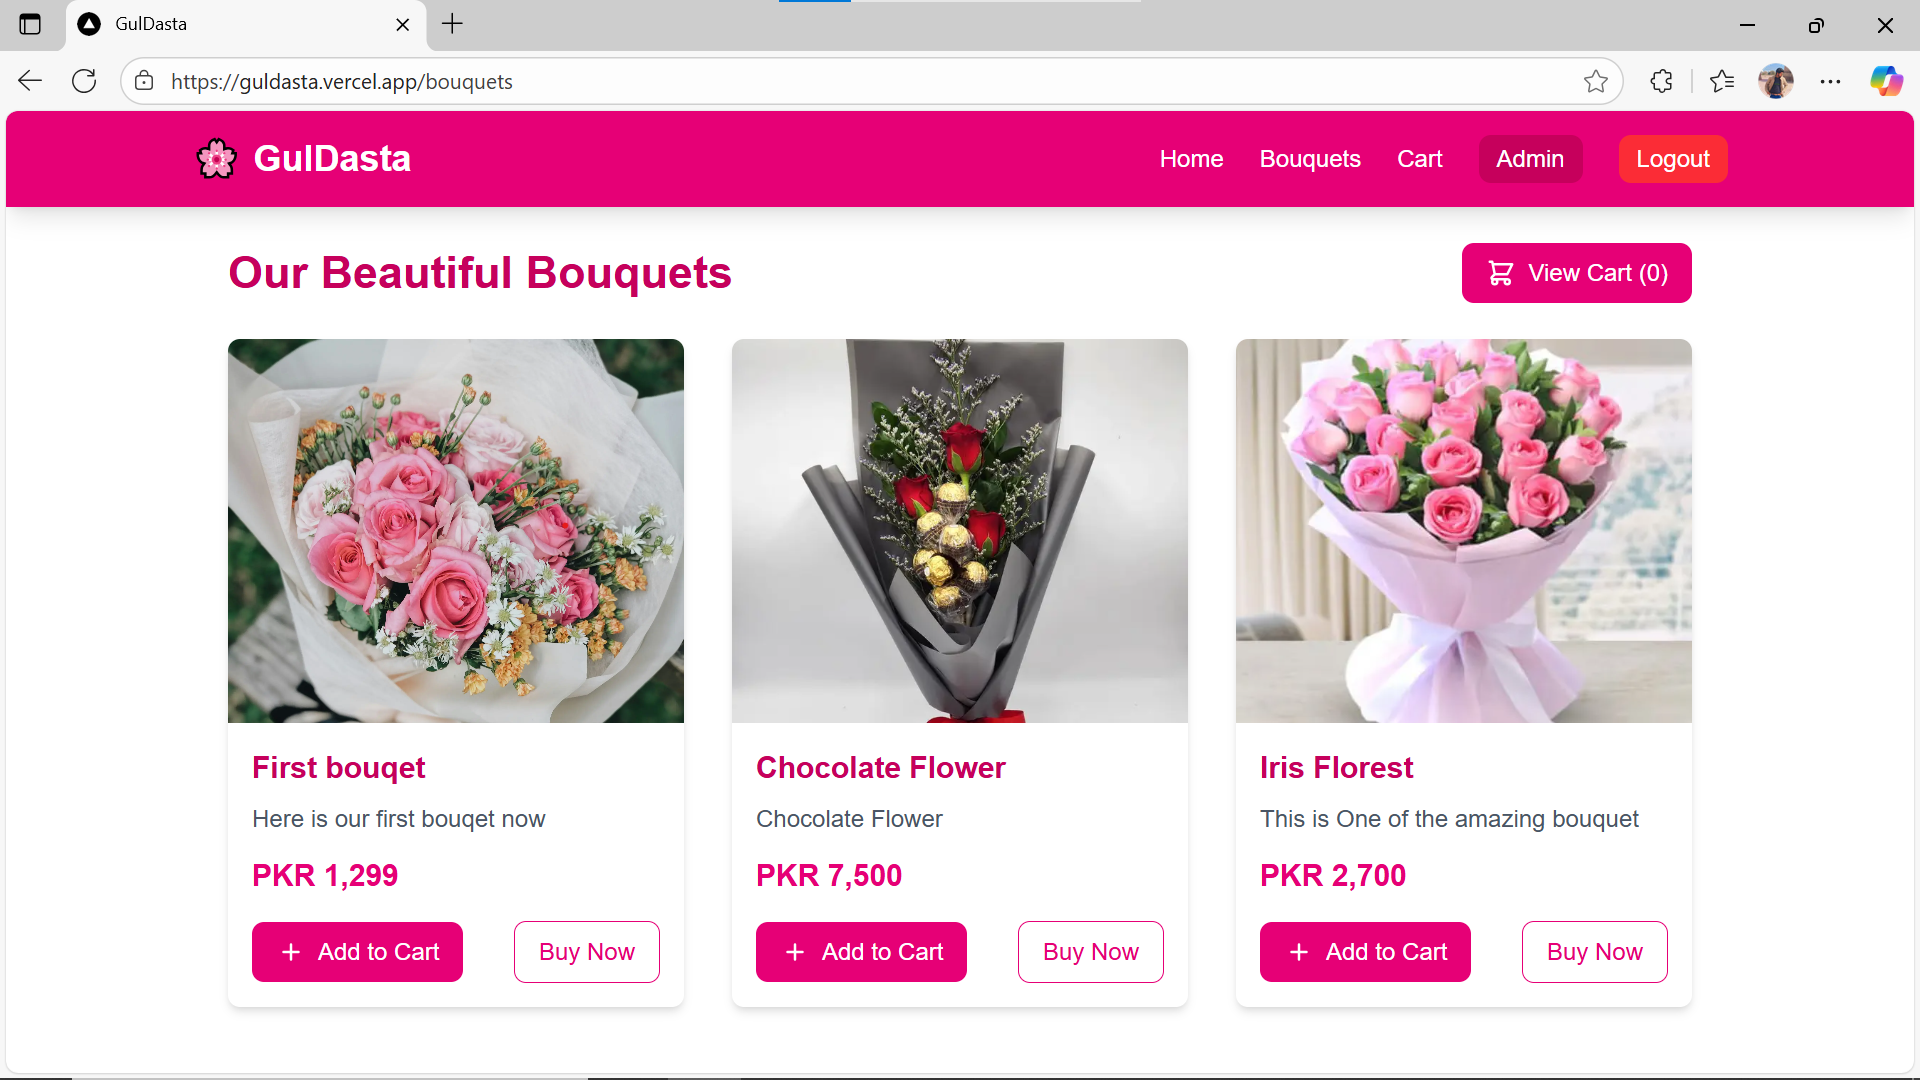 GulDasta
https://guldasta.vercel.app/bouquets
GulDasta
Home Bouquets Cart Admin Logout
Our Beautiful Bouquets
View Cart (0)
First bouqet
Here is our first bouqet now
PKR 1,299
+ Add to Cart Buy Now
Chocolate Flower
Chocolate Flower
PKR 7,500
+ Add to Cart Buy Now
Iris Florest
This is One of the amazing bouquet
PKR 2,700
+ Add to Cart Buy Now